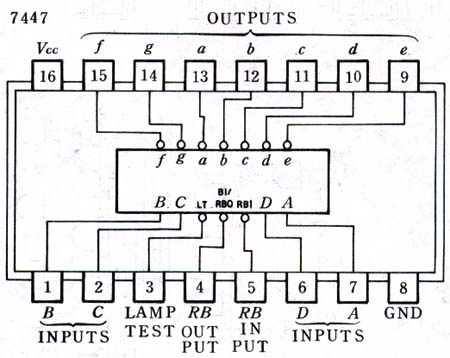 7447 OUTPUTS
Vcc f g a b c d e
16 15 14 13 12 11 10 9
f g a b c d e
BI/
B C LT RBO RBI D A
1 2 3 4 5 6 7 8
B C LAMP RB RB D A GND
INPUTS TEST OUT IN INPUTS
PUT PUT